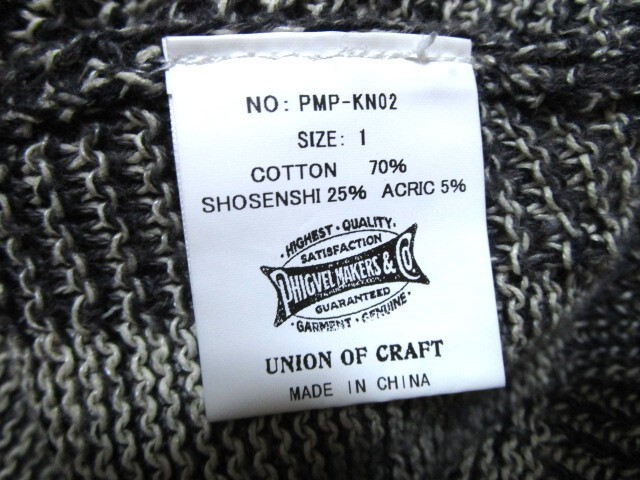 NO: PMP-KN02
SIZE: 1
COTTON 70%
SHOSENSHI 25% ACRIC 5%
HIGHEST · QUALITY
SATISFACTION
PHIGVEL MAKERS & Co
GUARANTEED
GARMENT · GENUINE
UNION OF CRAFT
MADE IN CHINA